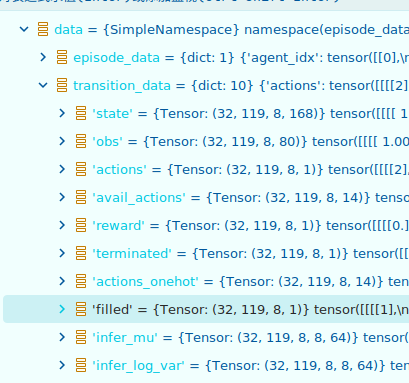 data = {SimpleNamespace} namespace(episode_data
episode_data = {dict: 1} {'agent_idx': tensor([[0],\n
transition_data = {dict: 10} {'actions': tensor([[[[2]
'state' = {Tensor: (32, 119, 8, 168)} tensor([[[[ 1
'obs' = {Tensor: (32, 119, 8, 80)} tensor([[[[ 1.00
'actions' = {Tensor: (32, 119, 8, 1)} tensor([[[[2],
'avail_actions' = {Tensor: (32, 119, 8, 14)} tenso
'reward' = {Tensor: (32, 119, 8, 1)} tensor([[[[0.]
'terminated' = {Tensor: (32, 119, 8, 1)} tensor([[
'actions_onehot' = {Tensor: (32, 119, 8, 14)} ten
'filled' = {Tensor: (32, 119, 8, 1)} tensor([[[[1],\n
'infer_mu' = {Tensor: (32, 119, 8, 8, 64)} tensor(
'infer_log_var' = {Tensor: (32, 119, 8, 8, 64)} te